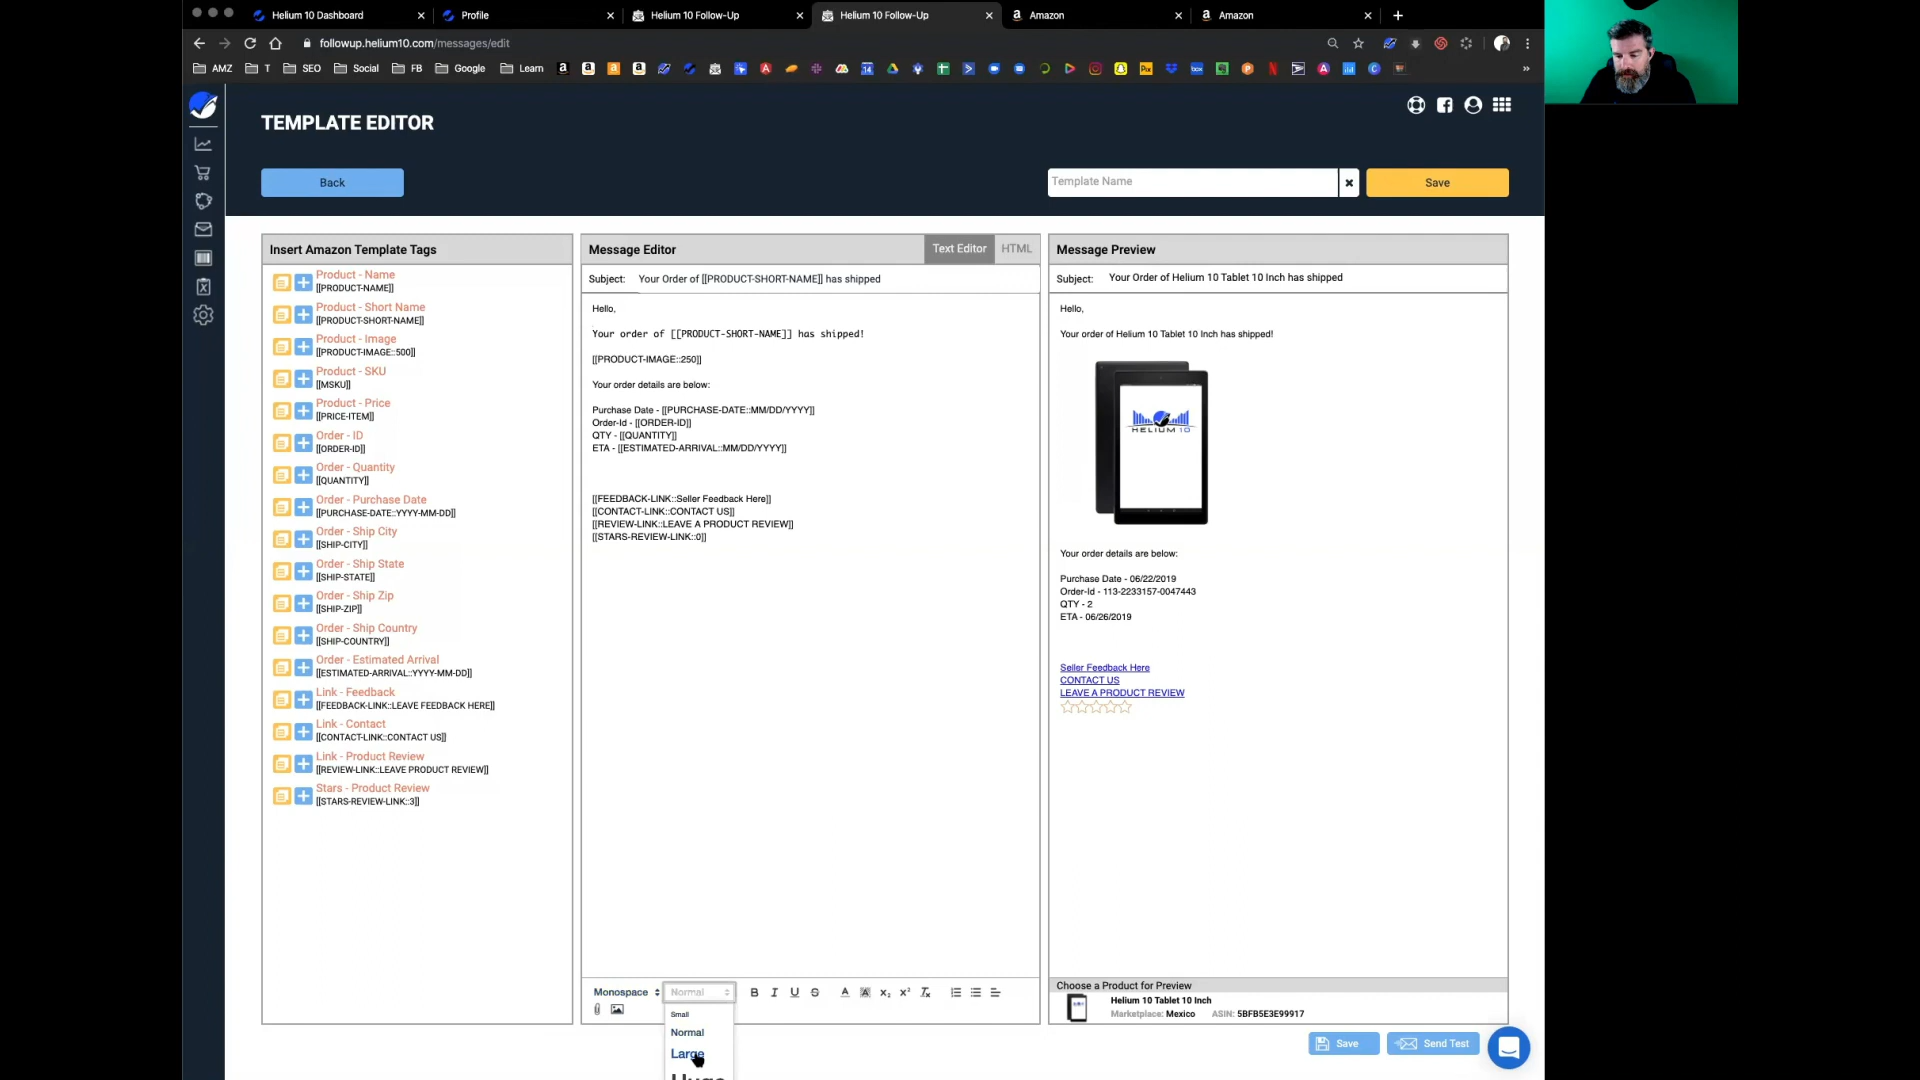 Helium 10 Dashboard
Profile
Helium 10 Follow-Up
Helium 10 Follow-Up
Amazon
Amazon
followup.helium10.com/messages/edit
AMZ
T
SEO
Social
FB
Google
Learn
TEMPLATE EDITOR
Back
Template Name
Save
Insert Amazon Template Tags
Product - Name
[[PRODUCT-NAME]]
Product - Short Name
[[PRODUCT-SHORT-NAME]]
Product - Image
[[PRODUCT-IMAGE::500]]
Product - SKU
[[MSKU]]
Product - Price
[[PRICE-ITEM]]
Order - ID
[[ORDER-ID]]
Order - Quantity
[[QUANTITY]]
Order - Purchase Date
[[PURCHASE-DATE::YYYY-MM-DD]]
Order - Ship City
[[SHIP-CITY]]
Order - Ship State
[[SHIP-STATE]]
Order - Ship Zip
[[SHIP-ZIP]]
Order - Ship Country
[[SHIP-COUNTRY]]
Order - Estimated Arrival
[[ESTIMATED-ARRIVAL::YYYY-MM-DD]]
Link - Feedback
[[FEEDBACK-LINK::LEAVE FEEDBACK HERE]]
Link - Contact
[[CONTACT-LINK::CONTACT US]]
Link - Product Review
[[REVIEW-LINK::LEAVE PRODUCT REVIEW]]
Stars - Product Review
[[STARS-REVIEW-LINK::3]]
Message Editor
Text Editor
HTML
Subject: Your Order of [[PRODUCT-SHORT-NAME]] has shipped
Hello,
Your order of [[PRODUCT-SHORT-NAME]] has shipped!
[[PRODUCT-IMAGE::250]]
Your order details are below:
Purchase Date - [[PURCHASE-DATE::MM/DD/YYYY]]
Order-Id - [[ORDER-ID]]
QTY - [[QUANTITY]]
ETA - [[ESTIMATED-ARRIVAL::MM/DD/YYYY]]
[[FEEDBACK-LINK::Seller Feedback Here]]
[[CONTACT-LINK::CONTACT US]]
[[REVIEW-LINK::LEAVE A PRODUCT REVIEW]]
[[STARS-REVIEW-LINK::0]]
Monospace
Normal
Small
Normal
Large
Huge
Message Preview
Subject: Your Order of Helium 10 Tablet 10 Inch has shipped
Hello,
Your order of Helium 10 Tablet 10 Inch has shipped!
HELIUM 10
Your order details are below:
Purchase Date - 06/22/2019
Order-Id - 113-2233157-0047443
QTY - 2
ETA - 06/26/2019
Seller Feedback Here
CONTACT US
LEAVE A PRODUCT REVIEW
Choose a Product for Preview
Helium 10 Tablet 10 Inch
Marketplace: Mexico ASIN: 5BFB5E3E99917
Save
Send Test